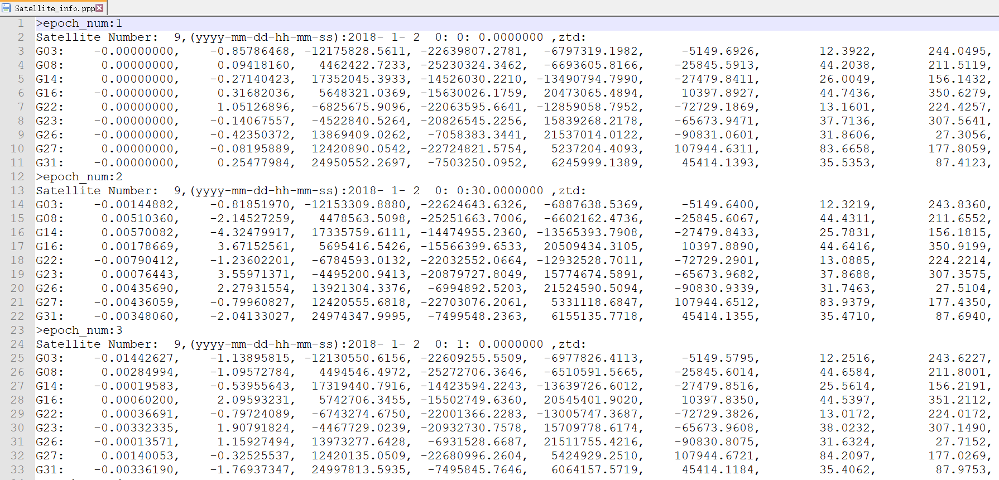 Satellite_info.ppp
1 >epoch_num:1
2 Satellite Number:  9,(yyyy-mm-dd-hh-mm-ss):2018- 1- 2  0: 0: 0.0000000 ,ztd:
3 G03:    -0.00000000,    -0.85786468, -12175828.5611, -22639807.2781,  -6797319.1982,     -5149.6926,        12.3922,       244.0495,
4 G08:     0.00000000,     0.09418160,   4462422.7233, -25230324.3462,  -6693605.8166,    -25845.5913,        44.2038,       211.5119,
5 G14:     0.00000000,    -0.27140423,  17352045.3933, -14526030.2210, -13490794.7990,    -27479.8411,        26.0049,       156.1432,
6 G16:    -0.00000000,     0.31682036,   5648321.0369, -15630026.1759,  20473065.4894,     10397.8927,        44.7436,       350.6279,
7 G22:     0.00000000,     1.05126896,  -6825675.9096, -22063595.6641, -12859058.7952,    -72729.1869,        13.1601,       224.4257,
8 G23:    -0.00000000,    -0.14067557,  -4522840.5264, -20826545.2256,  15839268.2178,    -65673.9471,        37.7136,       307.5641,
9 G26:    -0.00000000,    -0.42350372,  13869409.0262,  -7058383.3441,  21537014.0122,    -90831.0601,        31.8606,        27.3056,
10 G27:     0.00000000,    -0.08195889,  12420890.0542, -22724821.5754,   5237204.4093,    107944.6311,        83.6658,       177.8059,
11 G31:    -0.00000000,     0.25477984,  24950552.2697,  -7503250.0952,   6245999.1389,     45414.1393,        35.5353,        87.4123,
12 >epoch_num:2
13 Satellite Number:  9,(yyyy-mm-dd-hh-mm-ss):2018- 1- 2  0: 0:30.0000000 ,ztd:
14 G03:    -0.00144882,    -0.81851970, -12153309.8880, -22624643.6326,  -6887638.5369,     -5149.6400,        12.3219,       243.8360,
15 G08:     0.00510360,    -2.14527259,   4478563.5098, -25251663.7006,  -6602162.4736,    -25845.6067,        44.4311,       211.6552,
16 G14:     0.00570082,    -4.32479917,  17335759.6111, -14474955.2360, -13565393.7908,    -27479.8433,        25.7831,       156.1815,
17 G16:     0.00178669,     3.67152561,   5695416.5426, -15566399.6533,  20509434.3105,     10397.8890,        44.6416,       350.9199,
18 G22:    -0.00790412,    -1.23602201,  -6784593.0132, -22032552.0664, -12932528.7011,    -72729.2901,        13.0885,       224.2214,
19 G23:     0.00076443,     3.55971371,  -4495200.9413, -20879727.8049,  15774674.5891,    -65673.9682,        37.8688,       307.3575,
20 G26:     0.00435690,     2.27931554,  13921304.3376,  -6994892.5203,  21524590.5094,    -90830.9339,        31.7463,        27.5104,
21 G27:    -0.00436059,    -0.79960827,  12420555.6818, -22703076.2061,   5331118.6847,    107944.6512,        83.9379,       177.4350,
22 G31:    -0.00348060,    -2.04133027,  24974347.9995,  -7499548.2363,   6155135.7718,     45414.1355,        35.4710,        87.6940,
23 >epoch_num:3
24 Satellite Number:  9,(yyyy-mm-dd-hh-mm-ss):2018- 1- 2  0: 1: 0.0000000 ,ztd:
25 G03:    -0.01442627,    -1.13895815, -12130550.6156, -22609255.5509,  -6977826.4113,     -5149.5795,        12.2516,       243.6227,
26 G08:     0.00284994,    -1.09572784,   4494546.4972, -25272706.3646,  -6510591.5665,    -25845.6014,        44.6584,       211.8001,
27 G14:    -0.00019583,    -0.53955643,  17319440.7916, -14423594.2243, -13639726.6012,    -27479.8516,        25.5614,       156.2191,
28 G16:     0.00060200,     2.09593231,   5742706.3455, -15502749.6360,  20545401.9020,     10397.8350,        44.5397,       351.2112,
29 G22:     0.00036691,    -0.79724089,  -6743274.6750, -22001366.2283, -13005747.3687,    -72729.3826,        13.0172,       224.0172,
30 G23:    -0.00332335,     1.90791824,  -4467729.0239, -20932730.7578,  15709778.6174,    -65673.9608,        38.0232,       307.1490,
31 G26:    -0.00013571,     1.15927494,  13973277.6428,  -6931528.6687,  21511755.4216,    -90830.8075,        31.6324,        27.7152,
32 G27:     0.00140053,    -0.32525537,  12420135.0509, -22680996.2604,   5424929.2510,    107944.6721,        84.2097,       177.0269,
33 G31:    -0.00336190,    -1.76937347,  24997813.5935,  -7495845.7646,   6064157.5719,     45414.1184,        35.4062,        87.9753,